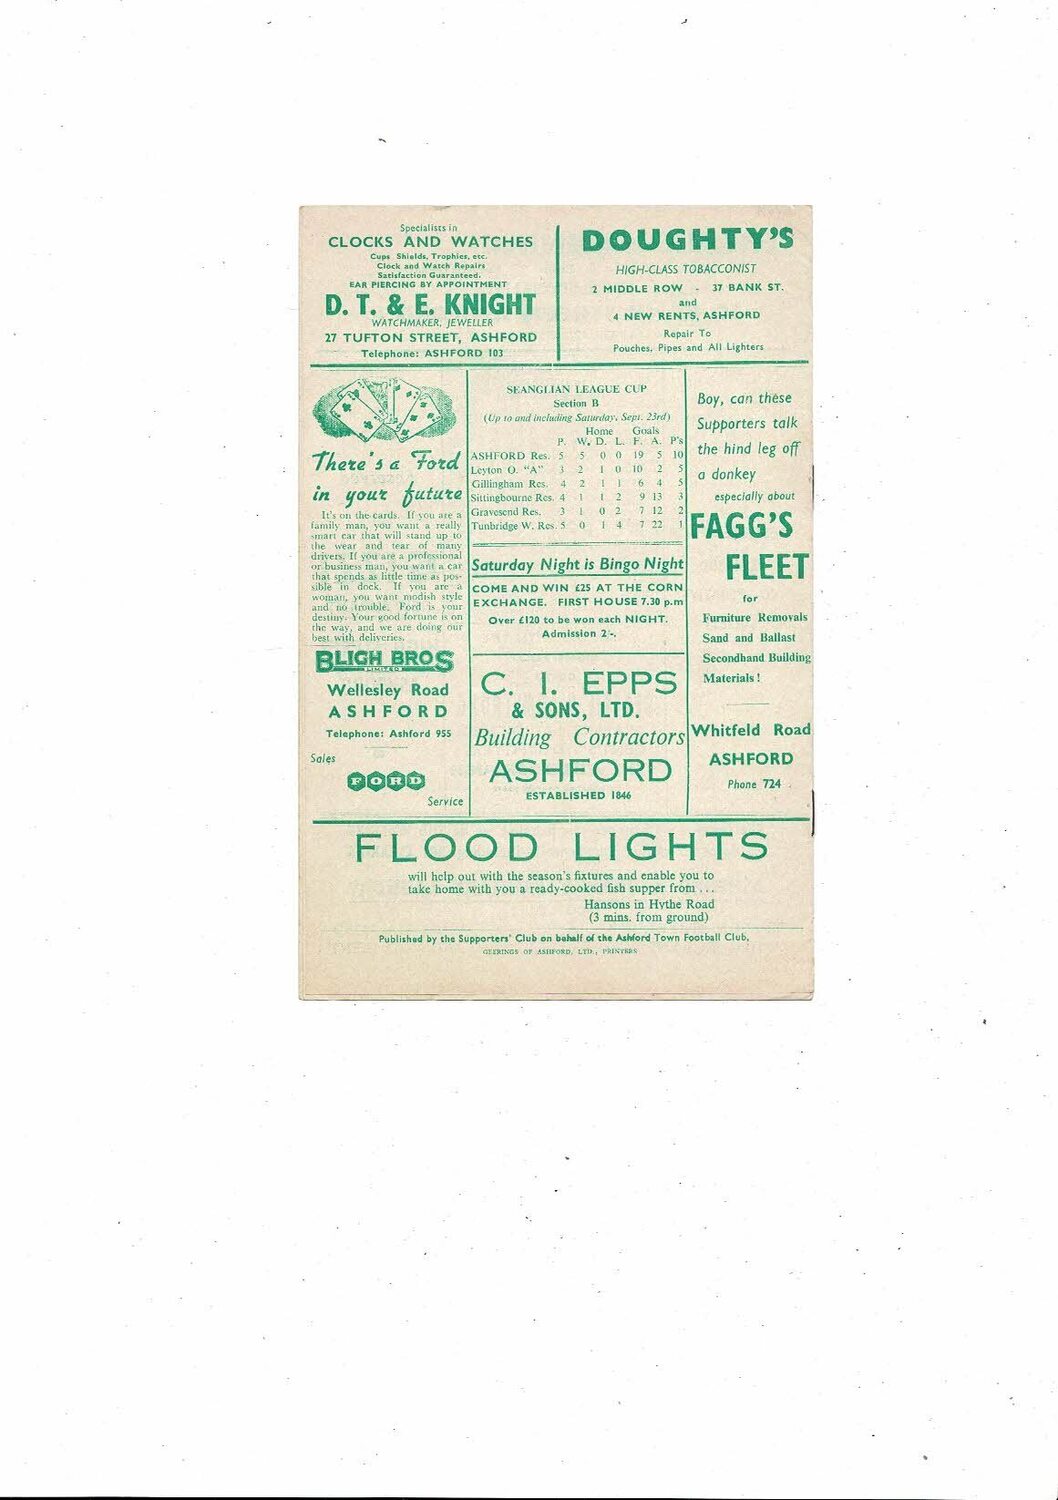 Specialists in
CLOCKS AND WATCHES
Cups Shields, Trophies, etc.
Clock and Watch Repairs
Satisfaction Guaranteed.
EAR PIERCING BY APPOINTMENT
D. T. & E. KNIGHT
WATCHMAKER, JEWELLER
27 TUFTON STREET, ASHFORD
Telephone: ASHFORD 103
DOUGHTY'S
HIGH-CLASS TOBACCONIST
2 MIDDLE ROW - 37 BANK ST.
and
4 NEW RENTS, ASHFORD
Repair To
Pouches, Pipes and All Lighters
There's a Ford
in your future
It's on the cards. If you are a
family man, you want a really
smart car that will stand up to
the wear and tear of many
drivers. If you are a professional
or business man, you want a car
that spends as little time as pos-
sible in dock. If you are a
woman, you want modish style
and no trouble. Ford is your
destiny. Your good fortune is on
the way, and we are doing our
best with deliveries.
BLIGH BROS
LIMITED
Wellesley Road
ASHFORD
Telephone: Ashford 955
Sales
FORD
Service
SEANGLIAN LEAGUE CUP
Section B
(Up to and including Saturday, Sept. 23rd)
Home Goals
P. W. D. L. F. A. P's
ASHFORD Res. 5 5 0 0 19 5 10
Leyton O. "A" 3 2 1 0 10 2 5
Gillingham Res. 4 2 1 1 6 4 5
Sittingbourne Res. 4 1 1 2 9 13 3
Gravesend Res. 3 1 0 2 7 12 2
Tunbridge W. Res. 5 0 1 4 7 22 1
Saturday Night is Bingo Night
COME AND WIN £25 AT THE CORN
EXCHANGE. FIRST HOUSE 7.30 p.m
Over £120 to be won each NIGHT.
Admission 2/-.
C. I. EPPS
& SONS, LTD.
Building Contractors
ASHFORD
ESTABLISHED 1846
Boy, can these
Supporters talk
the hind leg off
a donkey
especially about
FAGG'S
FLEET
for
Furniture Removals
Sand and Ballast
Secondhand Building
Materials!
Whitfeld Road
ASHFORD
Phone 724
FLOOD LIGHTS
will help out with the season's fixtures and enable you to
take home with you a ready-cooked fish supper from ...
Hansons in Hythe Road
(3 mins. from ground)
Published by the Supporters' Club on behalf of the Ashford Town Football Club,
GEERINGS OF ASHFORD, LTD., PRINTERS